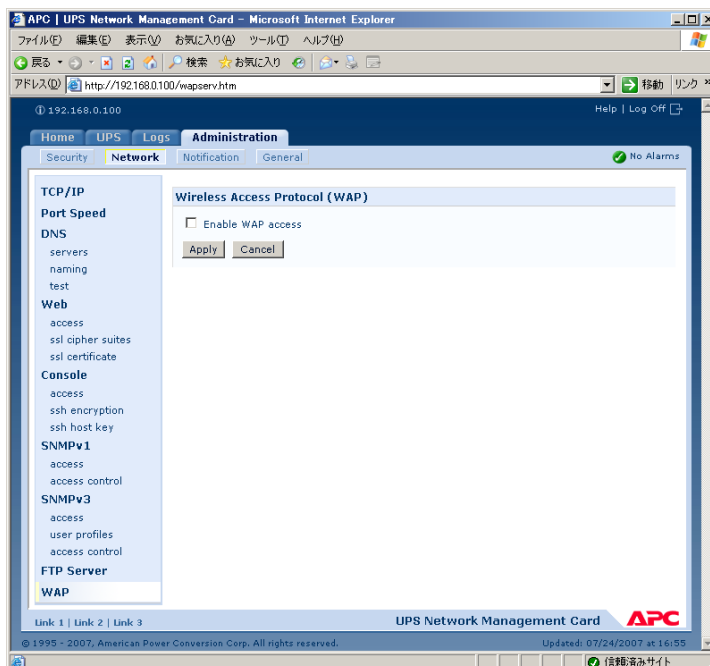 APC | UPS Network Management Card - Microsoft Internet Explorer
ファイル(F) 編集(E) 表示(V) お気に入り(A) ツール(T) ヘルプ(H)
戻る 検索 お気に入り
アドレス(D) http://192.168.0.100/wapserv.htm 移動 リンク »
192.168.0.100 Help | Log Off
Home UPS Logs Administration
Security Network Notification General No Alarms
TCP/IP
Port Speed
DNS
servers
naming
test
Web
access
ssl cipher suites
ssl certificate
Console
access
ssh encryption
ssh host key
SNMPv1
access
access control
SNMPv3
access
user profiles
access control
FTP Server
WAP
Wireless Access Protocol (WAP)
Enable WAP access
Apply Cancel
Link 1 | Link 2 | Link 3 UPS Network Management Card APC
© 1995 - 2007, American Power Conversion Corp. All rights reserved. Updated: 07/24/2007 at 16:55
信頼済みサイト